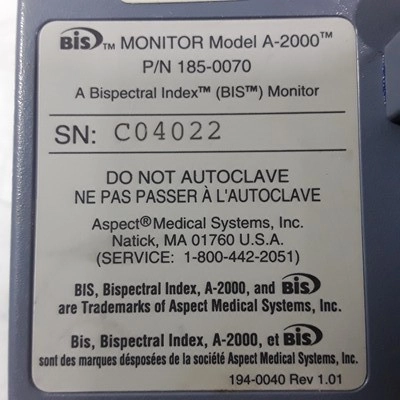 BIS™ MONITOR Model A-2000™
P/N 185-0070
A Bispectral Index™ (BIS™) Monitor
SN: C04022
DO NOT AUTOCLAVE
NE PAS PASSER À L'AUTOCLAVE
Aspect® Medical Systems, Inc.
Natick, MA 01760 U.S.A.
(SERVICE: 1-800-442-2051)
BIS, Bispectral Index, A-2000, and BIS
are Trademarks of Aspect Medical Systems, Inc.
Bis, Bispectral Index, A-2000, et BIS
sont des marques désposées de la société Aspect Medical Systems, Inc.
194-0040 Rev 1.01